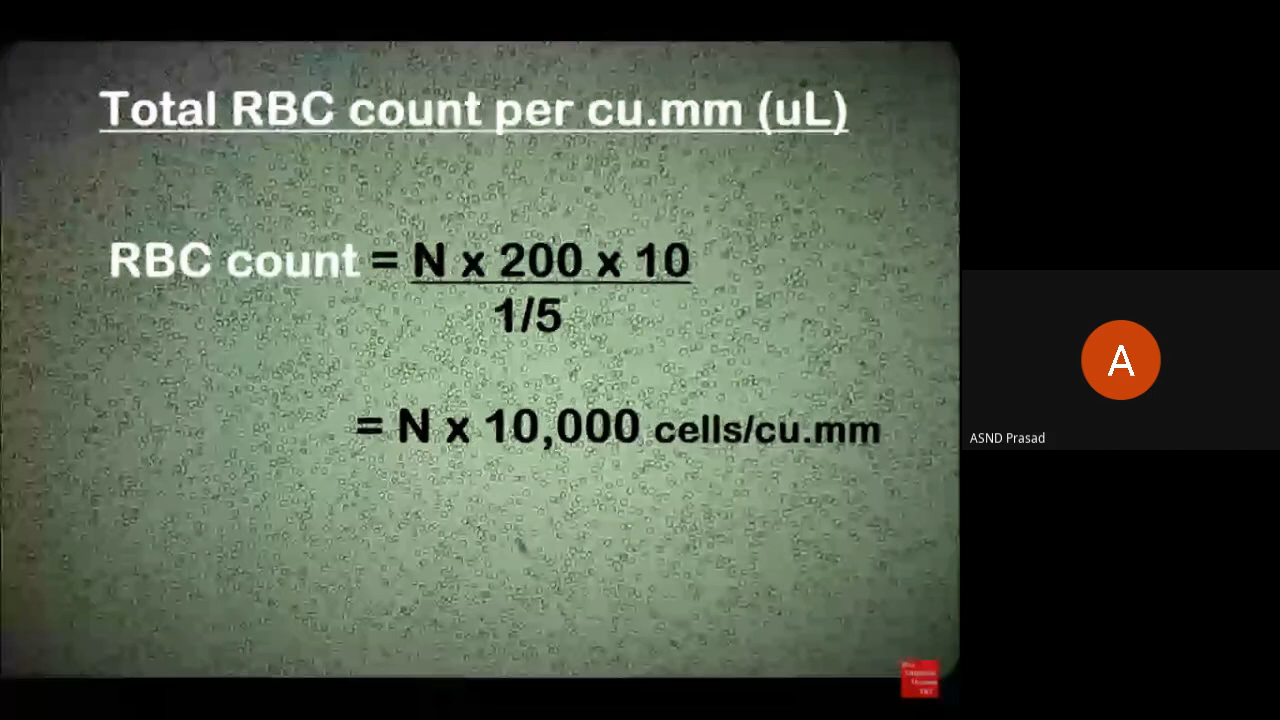 Total RBC count per cu.mm (uL)
RBC count = N x 200 x 10
1/5
= N x 10,000 cells/cu.mm
A
ASND Prasad